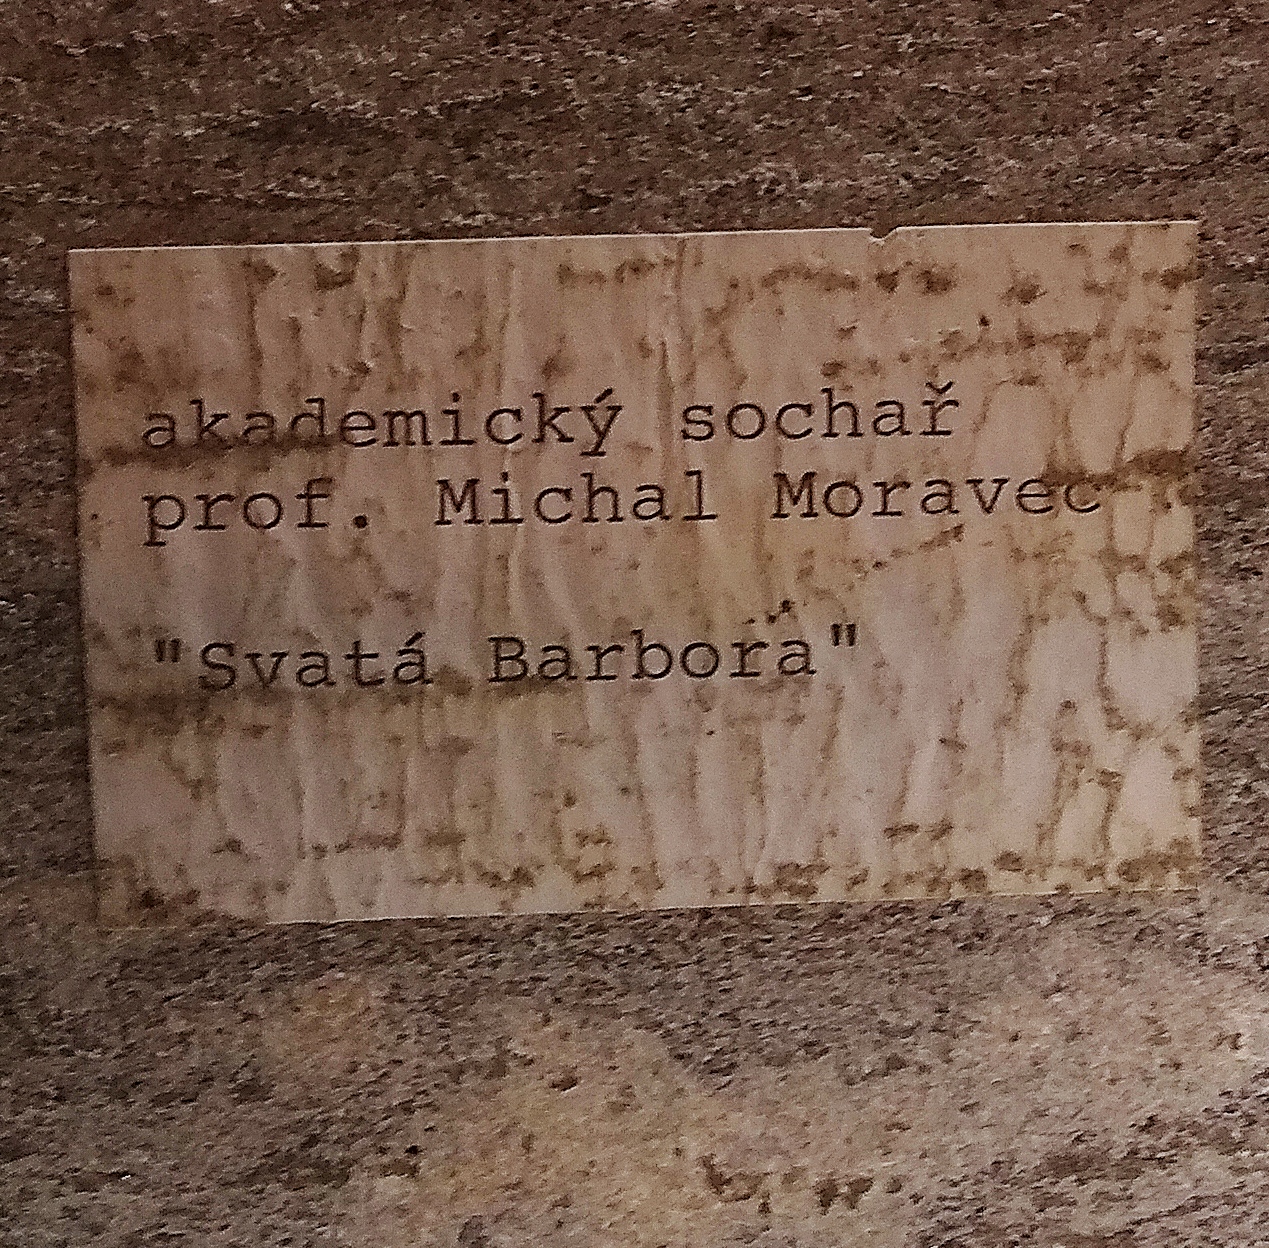 akademický sochař
prof. Michal Moravec
"Svatá Barbora"